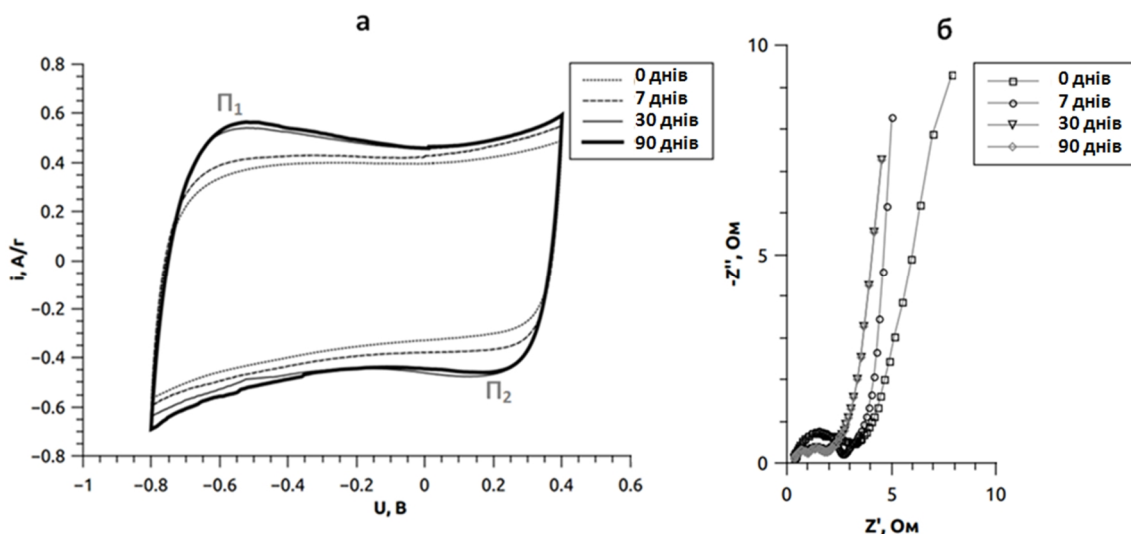 а
0.8
0.6
0.4
0.2
0
−0.2
−0.4
−0.6
−0.8
i, А/г
−1
−0.8
−0.6
−0.4
−0.2
0
0.2
0.4
0.6
U, В
П₁
П₂
0 днів
7 днів
30 днів
90 днів
б
10
5
0
-Z'', Ом
0
5
10
Z', Ом
0 днів
7 днів
30 днів
90 днів